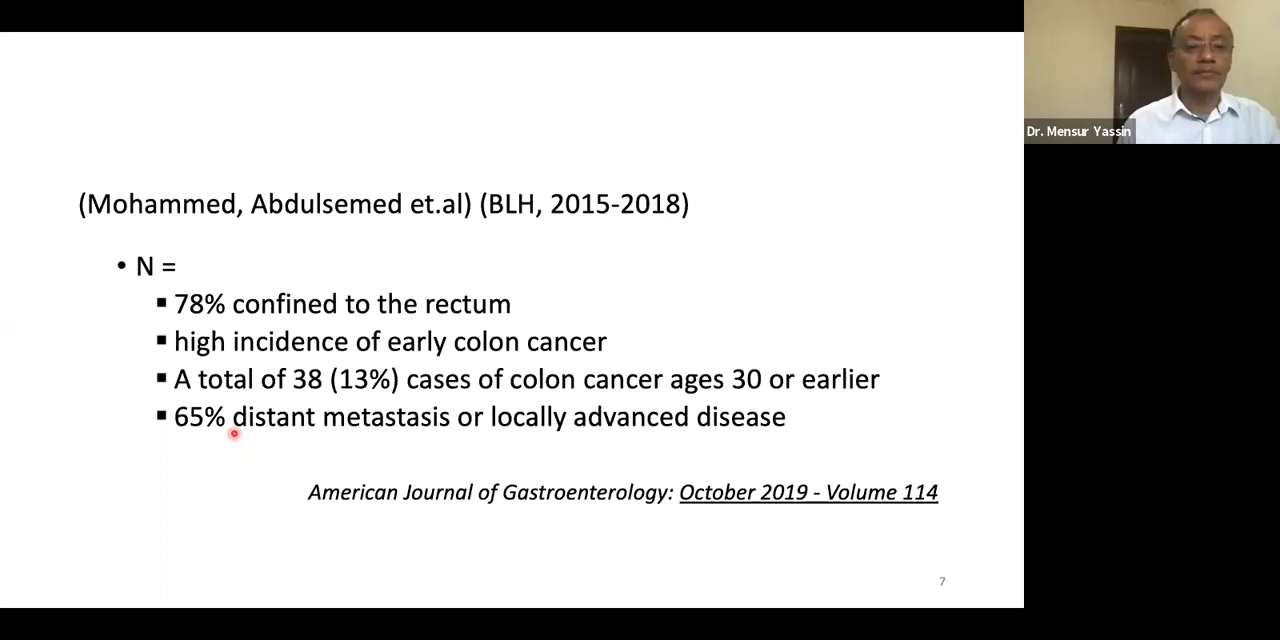 (Mohammed, Abdulsemed et.al) (BLH, 2015-2018)
• N =
▪ 78% confined to the rectum
▪ high incidence of early colon cancer
▪ A total of 38 (13%) cases of colon cancer ages 30 or earlier
▪ 65% distant metastasis or locally advanced disease
American Journal of Gastroenterology: October 2019 - Volume 114
7
Dr. Mensur Yassin